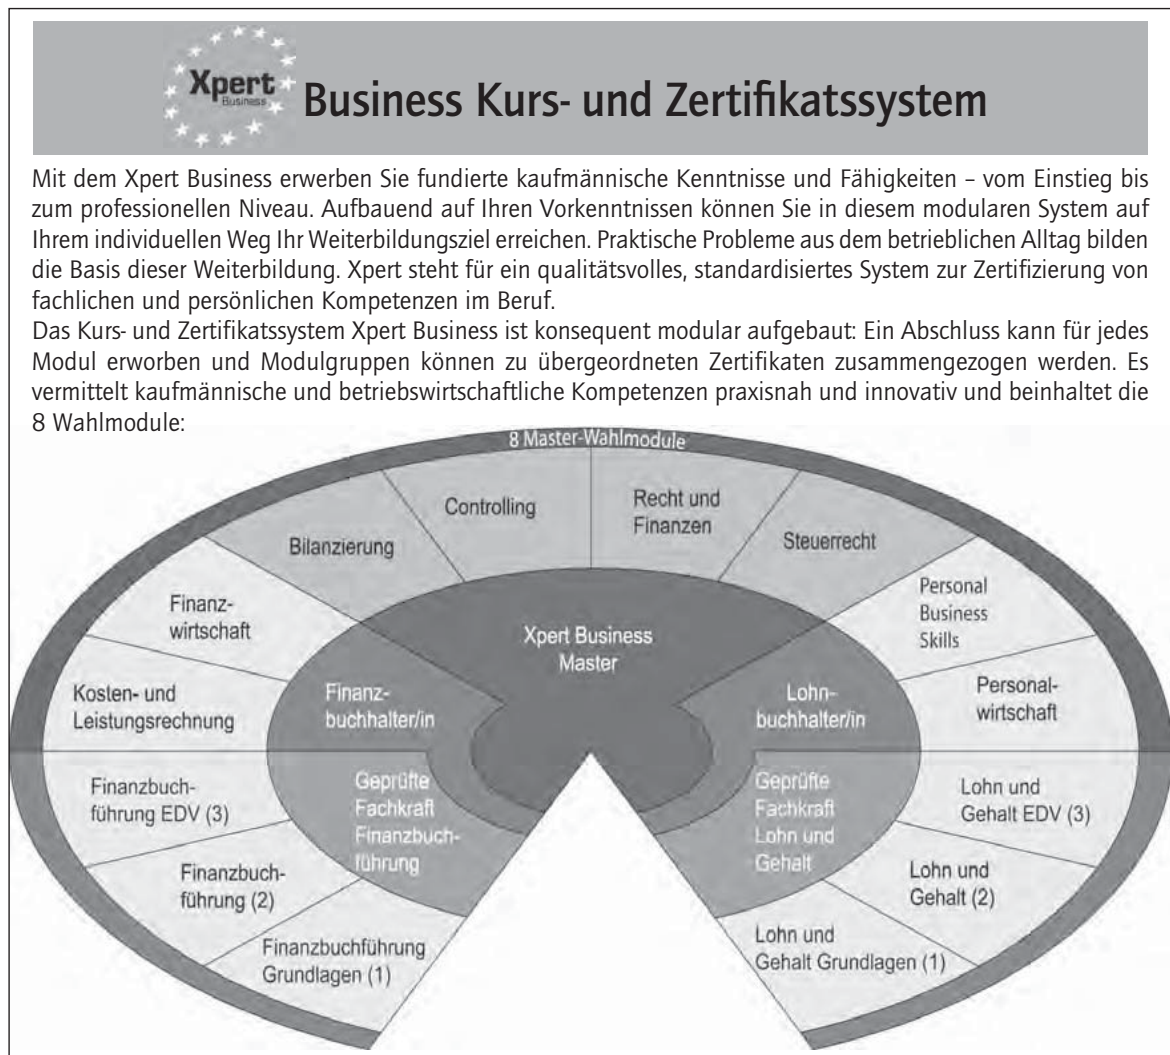 Xpert
Business
Business Kurs- und Zertifikatssystem
Mit dem Xpert Business erwerben Sie fundierte kaufmännische Kenntnisse und Fähigkeiten – vom Einstieg bis
zum professionellen Niveau. Aufbauend auf Ihren Vorkenntnissen können Sie in diesem modularen System auf
Ihrem individuellen Weg Ihr Weiterbildungsziel erreichen. Praktische Probleme aus dem betrieblichen Alltag bilden
die Basis dieser Weiterbildung. Xpert steht für ein qualitätsvolles, standardisiertes System zur Zertifizierung von
fachlichen und persönlichen Kompetenzen im Beruf.
Das Kurs- und Zertifikatssystem Xpert Business ist konsequent modular aufgebaut: Ein Abschluss kann für jedes
Modul erworben und Modulgruppen können zu übergeordneten Zertifikaten zusammengezogen werden. Es
vermittelt kaufmännische und betriebswirtschaftliche Kompetenzen praxisnah und innovativ und beinhaltet die
8 Wahlmodule:
8 Master-Wahlmodule
Bilanzierung
Controlling
Recht und
Finanzen
Steuerrecht
Finanz-
wirtschaft
Personal
Business
Skills
Xpert Business
Master
Kosten- und
Leistungsrechnung
Finanz-
buchhalter/in
Lohn-
buchhalter/in
Personal-
wirtschaft
Finanzbuch-
führung EDV (3)
Geprüfte
Fachkraft
Finanzbuch-
führung
Geprüfte
Fachkraft
Lohn und
Gehalt
Lohn und
Gehalt EDV (3)
Finanzbuch-
führung (2)
Lohn und
Gehalt (2)
Finanzbuchführung
Grundlagen (1)
Lohn und
Gehalt Grundlagen (1)